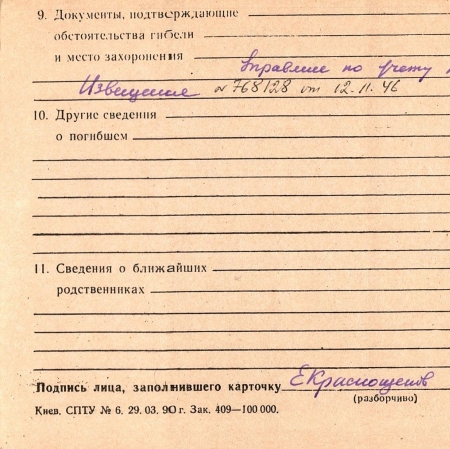 9. Документы, подтверждающие
обстоятельства гибели
и место захоронения Управление по учету
Извещение № 768128 от 12.11.46
10. Другие сведения
о погибшем
11. Сведения о ближайших
родственниках
Подпись лица, заполнившего карточку ЕКраснощеков
(разборчиво)
Киев. СПТУ № 6. 29. 03. 90 г. Зак. 409—100 000.